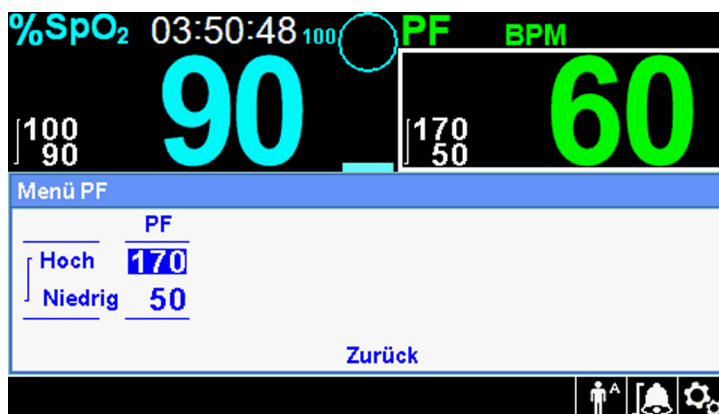 %SpO₂ 03:50:48 100 PF BPM
90 60
100 170
90 50
Menü PF
PF
Hoch 170
Niedrig 50
Zurück
A